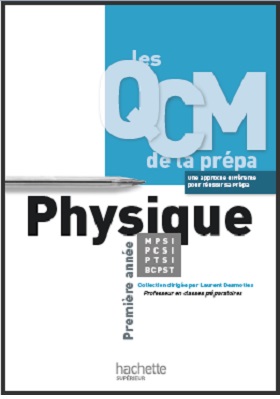 les
QCM
de la prépa
une approche différente
pour réussir sa Prépa
Physique
Première année
MPSI
PCSI
PTSI
BCPST
Collection dirigée par Laurent Desmottes
Professeur en classes préparatoires
hachette
SUPÉRIEUR